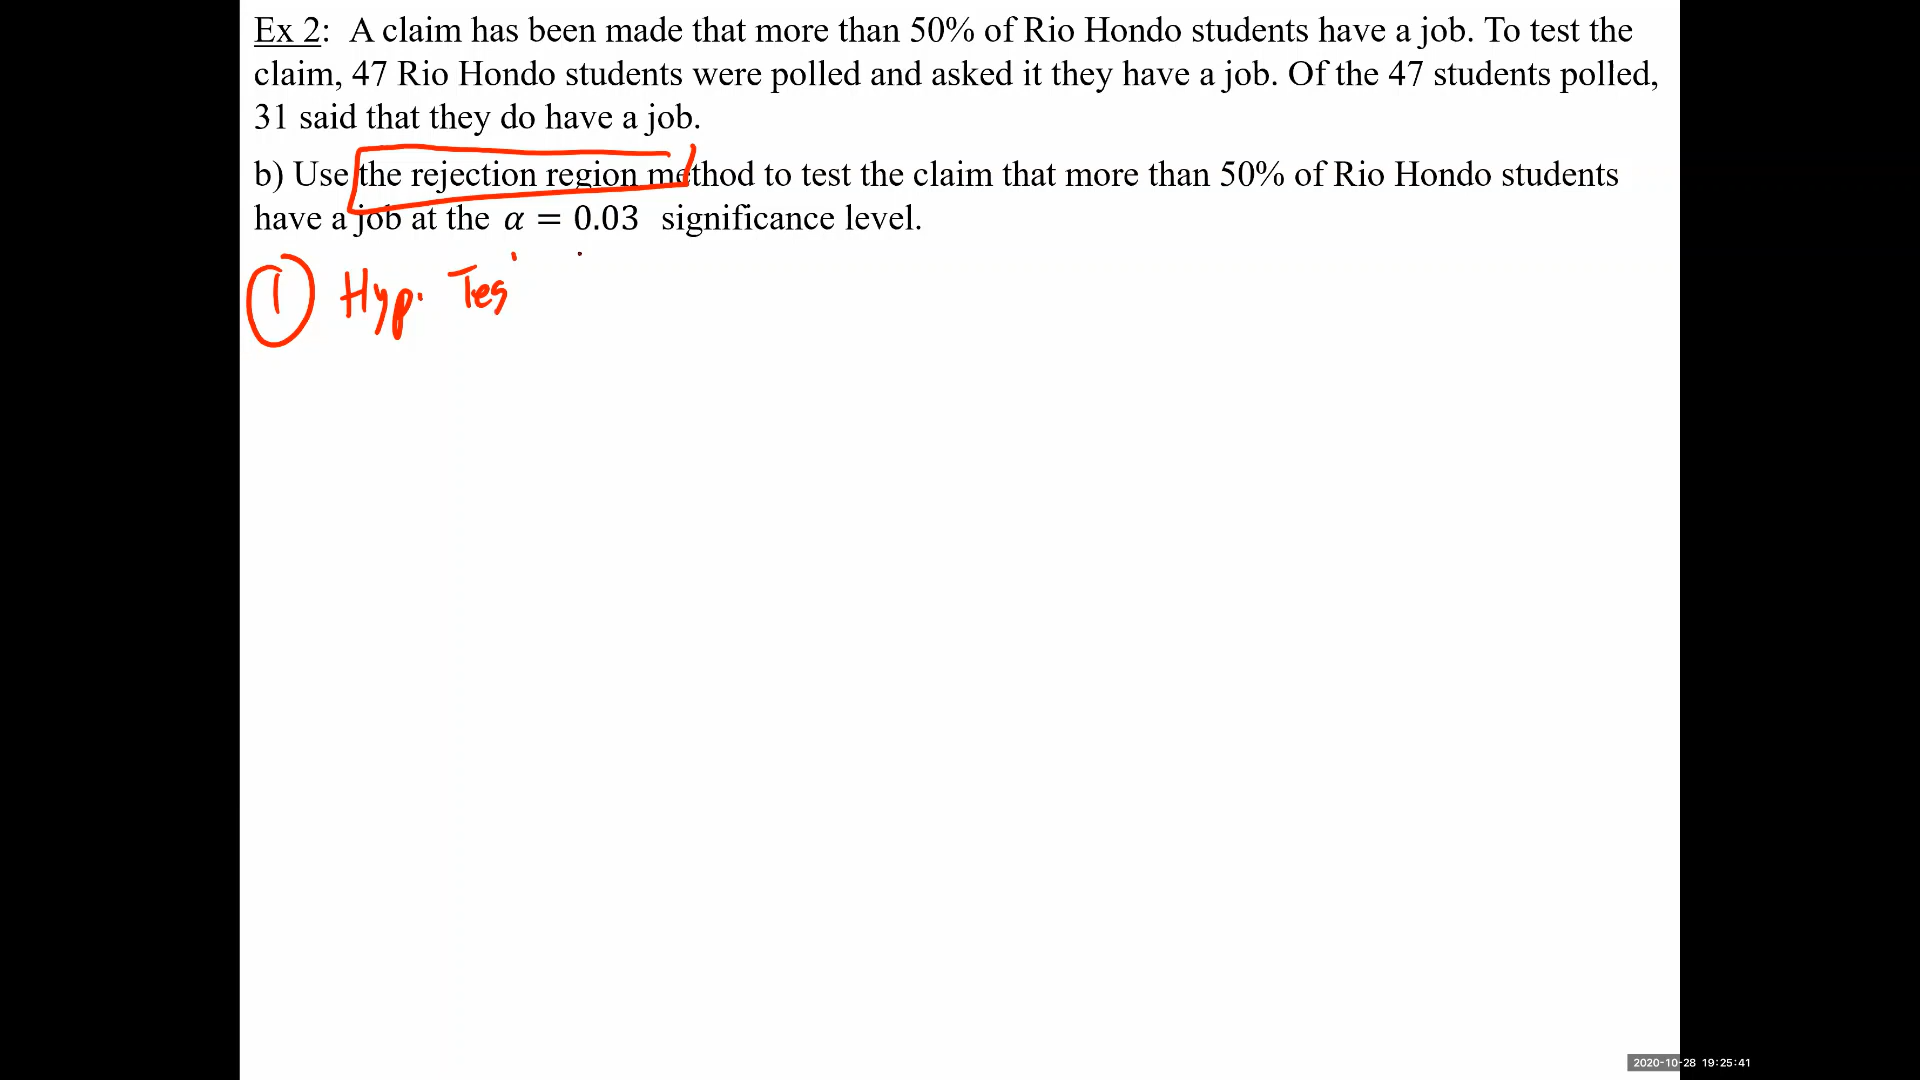 Ex 2: A claim has been made that more than 50% of Rio Hondo students have a job. To test the
claim, 47 Rio Hondo students were polled and asked it they have a job. Of the 47 students polled,
31 said that they do have a job.
b) Use the rejection region method to test the claim that more than 50% of Rio Hondo students
have a job at the α = 0.03 significance level.
① Hyp. Tes
2020-10-28 19:25:41